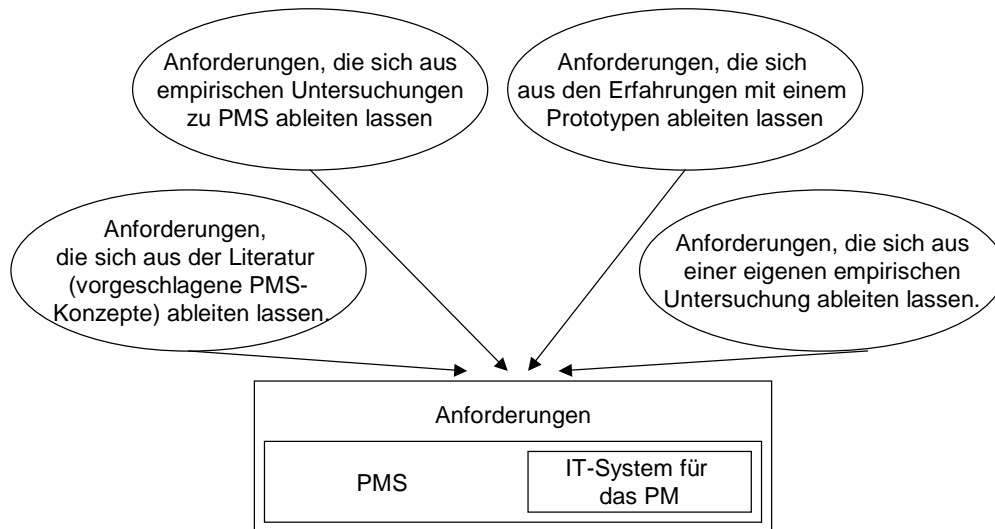 Anforderungen, die sich aus
empirischen Untersuchungen
zu PMS ableiten lassen
Anforderungen, die sich
aus den Erfahrungen mit einem
Prototypen ableiten lassen
Anforderungen,
die sich aus der Literatur
(vorgeschlagene PMS-
Konzepte) ableiten lassen.
Anforderungen, die sich aus
einer eigenen empirischen
Untersuchung ableiten lassen.
Anforderungen
PMS
IT-System für
das PM